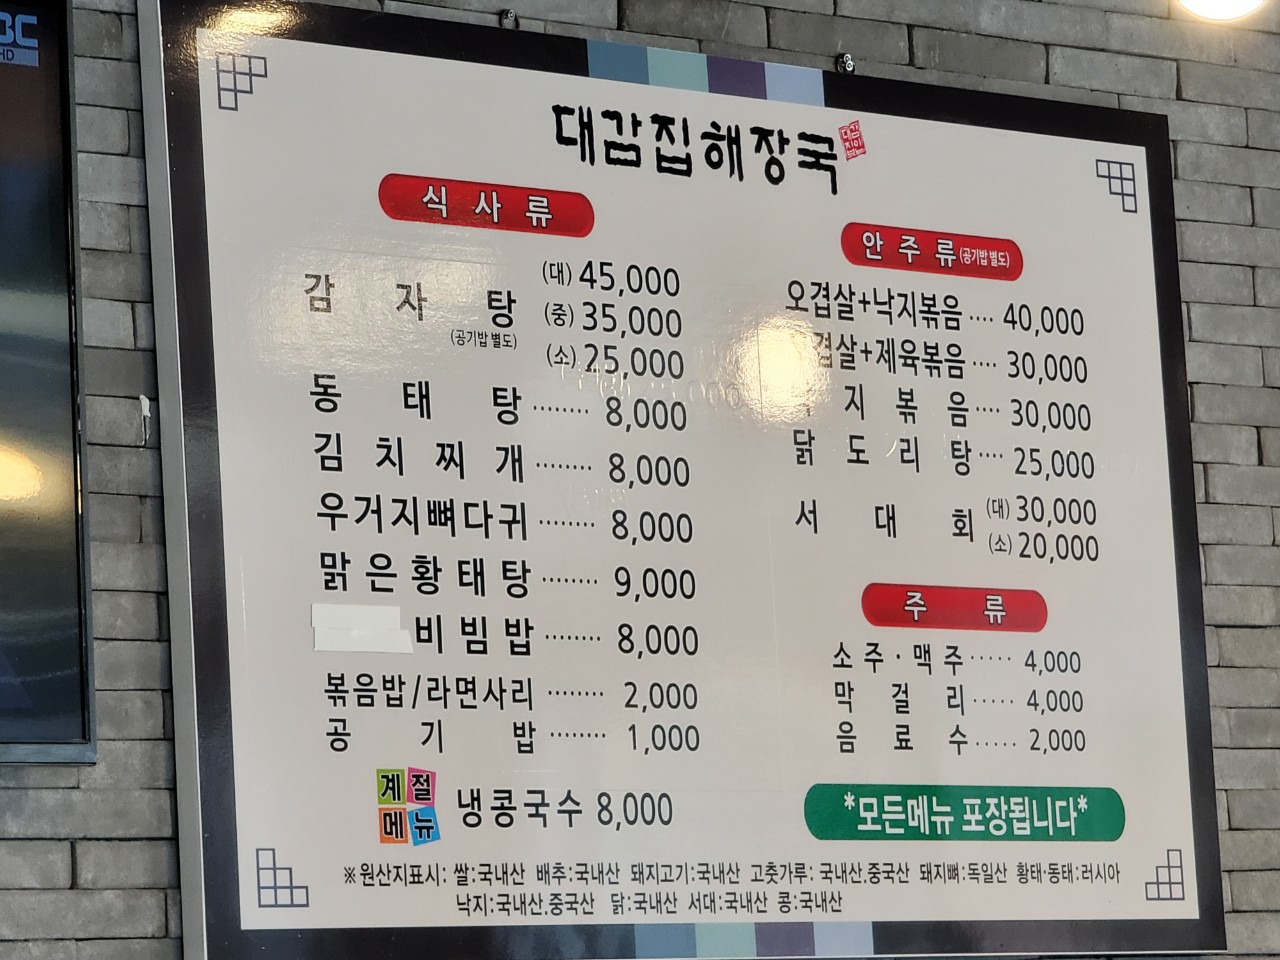 BC
HD
대감집해장국
대감집이보는
식사류
감자탕 (대) 45,000
(중) 35,000
(공기밥 별도)
(소) 25,000
동태탕 ........ 8,000
김치찌개 ........ 8,000
우거지뼈다귀 ........ 8,000
맑은황태탕 ........ 9,000
비빔밥 ........ 8,000
볶음밥/라면사리 ........ 2,000
공기밥 ........ 1,000
계절메뉴 냉콩국수 8,000
안주류(공기밥 별도)
오겹살+낙지볶음 .... 40,000
겹살+제육볶음 .... 30,000
지볶음 .... 30,000
닭도리탕 .... 25,000
서대회 (대) 30,000
(소) 20,000
주류
소주·맥주 ..... 4,000
막걸리 ..... 4,000
음료수 ..... 2,000
*모든메뉴 포장됩니다*
※원산지표시: 쌀:국내산 배추:국내산 돼지고기:국내산 고춧가루: 국내산.중국산 돼지뼈:독일산 황태·동태:러시아
낙지:국내산.중국산 닭:국내산 서대:국내산 콩:국내산